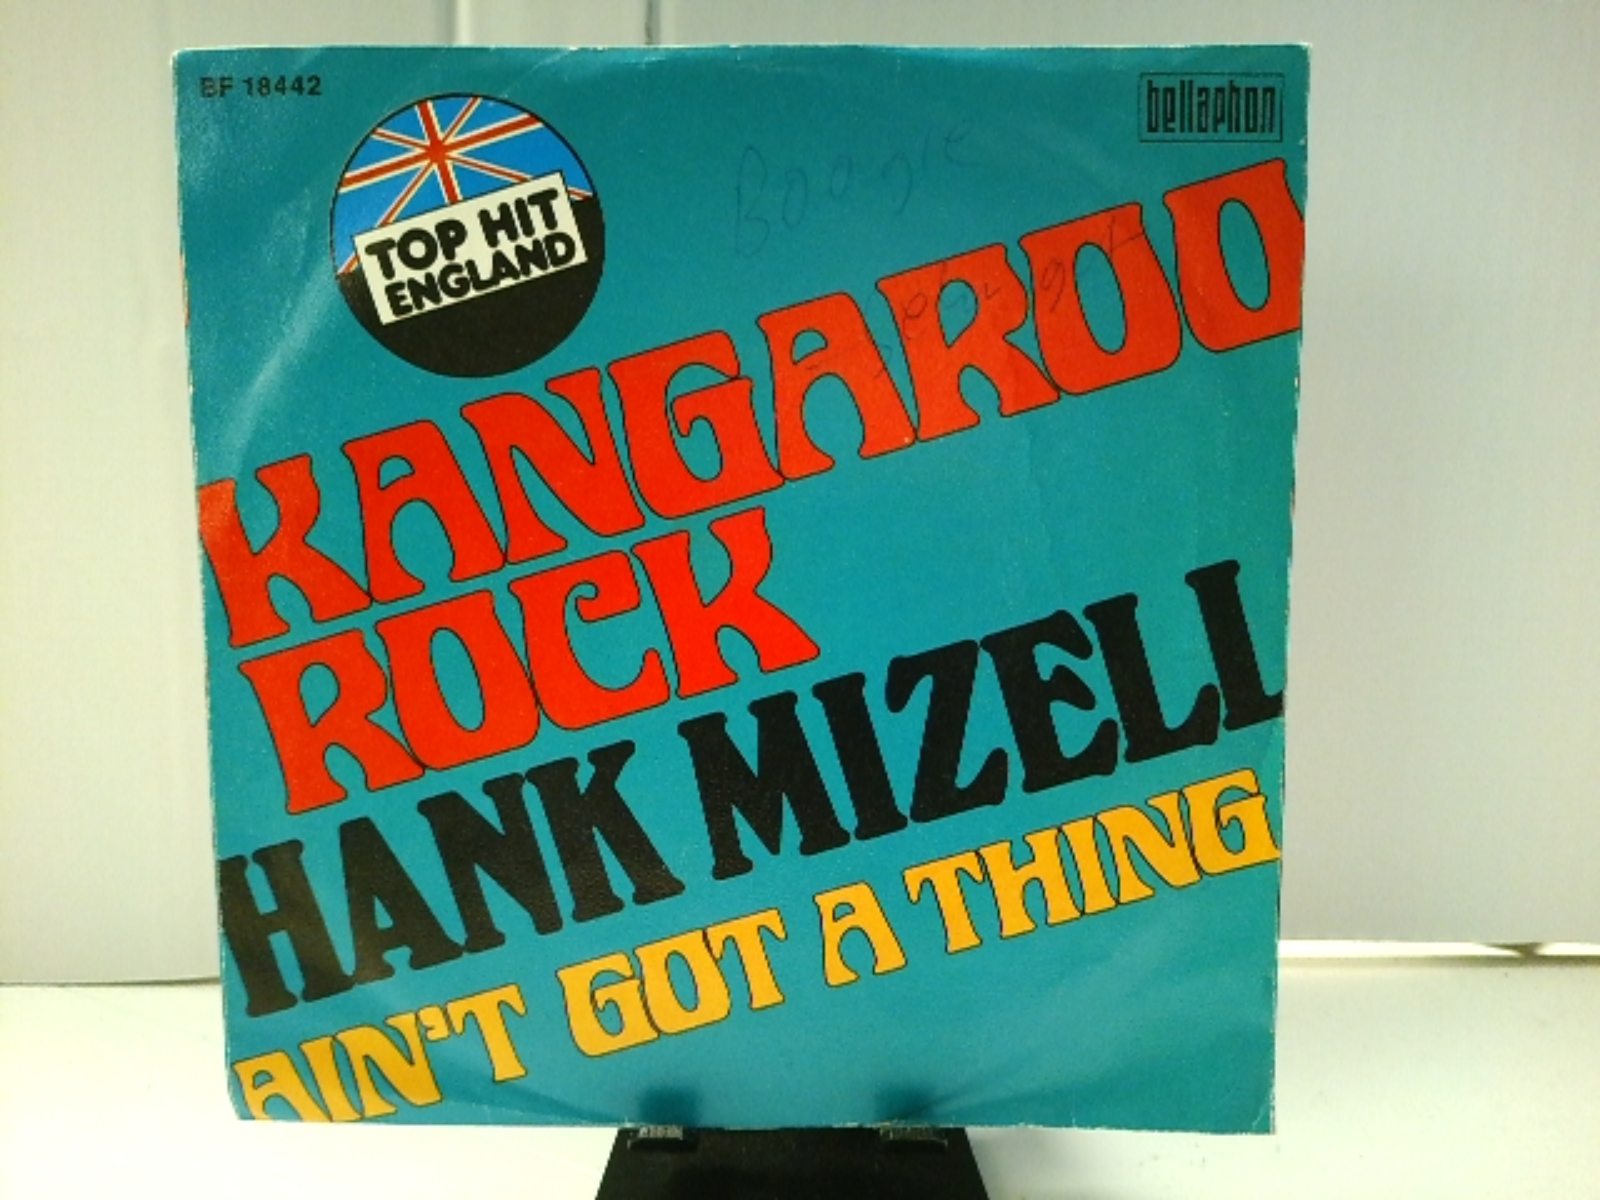 BF 18442
bellaphon
TOP HIT
ENGLAND
Boogie
KANGAROO
ROCK
HANK MIZELL
AIN'T GOT A THING